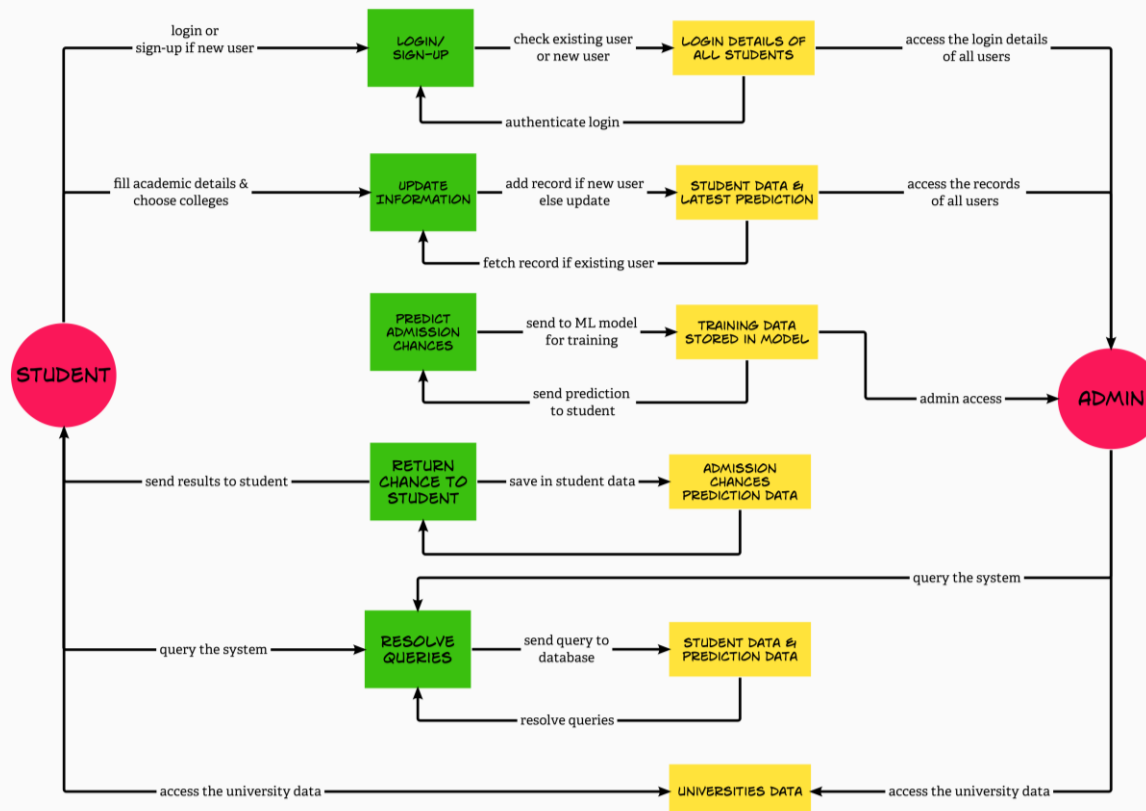 login or
sign-up if new user
LOGIN/
SIGN-UP
check existing user
or new user
LOGIN DETAILS OF
ALL STUDENTS
access the login details
of all users
authenticate login
fill academic details &
choose colleges
UPDATE
INFORMATION
add record if new user
else update
STUDENT DATA &
LATEST PREDICTION
access the records
of all users
fetch record if existing user
PREDICT
ADMISSION
CHANCES
send to ML model
for training
TRAINING DATA
STORED IN MODEL
STUDENT
send prediction
to student
admin access
ADMIN
send results to student
RETURN
CHANCE TO
STUDENT
save in student data
ADMISSION
CHANCES
PREDICTION DATA
query the system
query the system
RESOLVE
QUERIES
send query to
database
STUDENT DATA &
PREDICTION DATA
resolve queries
access the university data
UNIVERSITIES DATA
access the university data